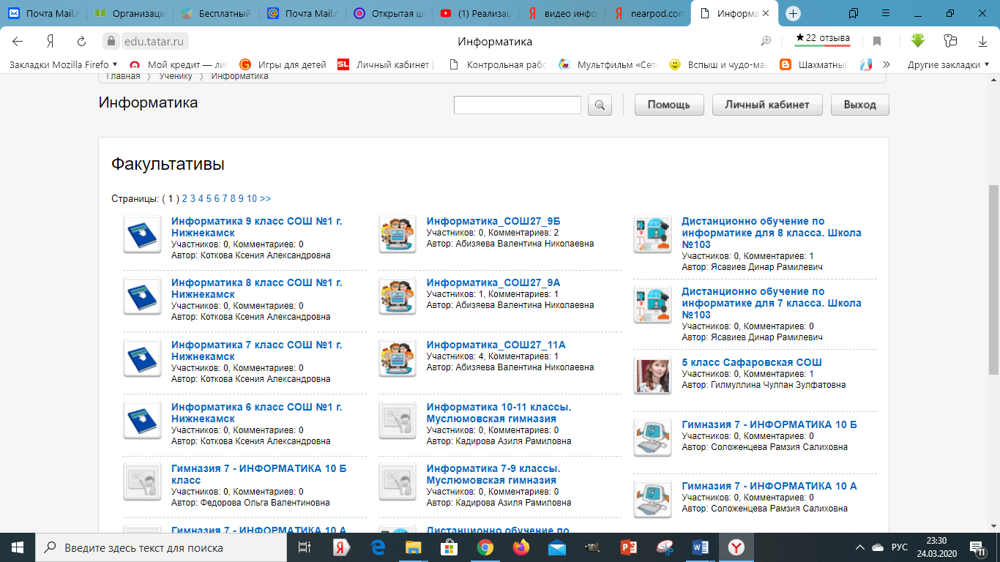 Почта Mail.r
Организаци
Бесплатный
Почта Mail.r
Открытая ш
(1) Реализац
видео инфор
nearpod.com
Информа
edu.tatar.ru
Информатика
★22 отзыва
Закладки Mozilla Firefo
Мой кредит — ли
Игры для детей
SL Личный кабинет |
Контрольная рабо
Мультфильм «Сет
Вспыш и чудо-маш
Шахматный
Другие закладки
Главная 〉 Ученику 〉 Информатика
Информатика
Помощь
Личный кабинет
Выход
Факультативы
Страницы: ( 1 ) 2 3 4 5 6 7 8 9 10 >>
Информатика 9 класс СОШ №1 г.
Нижнекамск
Участников: 0, Комментариев: 0
Автор: Коткова Ксения Александровна
Информатика 8 класс СОШ №1 г.
Нижнекамск
Участников: 0, Комментариев: 0
Автор: Коткова Ксения Александровна
Информатика 7 класс СОШ №1 г.
Нижнекамск
Участников: 0, Комментариев: 0
Автор: Коткова Ксения Александровна
Информатика 6 класс СОШ №1 г.
Нижнекамск
Участников: 0, Комментариев: 0
Автор: Коткова Ксения Александровна
Гимназия 7 - ИНФОРМАТИКА 10 Б
класс
Участников: 0, Комментариев: 0
Автор: Федорова Ольга Валентиновна
Гимназия 7 - ИНФОРМАТИКА 10 А
Информатика_СОШ27_9Б
Участников: 0, Комментариев: 2
Автор: Абизяева Валентина Николаевна
Информатика_СОШ27_9А
Участников: 1, Комментариев: 1
Автор: Абизяева Валентина Николаевна
Информатика_СОШ27_11А
Участников: 4, Комментариев: 1
Автор: Абизяева Валентина Николаевна
Информатика 10-11 классы.
Муслюмовская гимназия
Участников: 0, Комментариев: 0
Автор: Кадирова Азиля Рамиловна
Информатика 7-9 классы.
Муслюмовская гимназия
Участников: 0, Комментариев: 0
Автор: Кадирова Азиля Рамиловна
Дистанционно обучение по
Дистанционно обучение по
информатике для 8 класса. Школа
№103
Участников: 0, Комментариев: 1
Автор: Ясавиев Динар Рамилевич
Дистанционно обучение по
информатике для 7 класса. Школа
№103
Участников: 0, Комментариев: 0
Автор: Ясавиев Динар Рамилевич
5 класс Сафаровская СОШ
Участников: 0, Комментариев: 1
Автор: Гилмуллина Чулпан Зулфатовна
Гимназия 7 - ИНФОРМАТИКА 10 Б
Участников: 0, Комментариев: 0
Автор: Соложенцева Рамзия Салиховна
Гимназия 7 - ИНФОРМАТИКА 10 А
Участников: 0, Комментариев: 0
Автор: Соложенцева Рамзия Салиховна
Введите здесь текст для поиска
РУС
23:30
24.03.2020
11